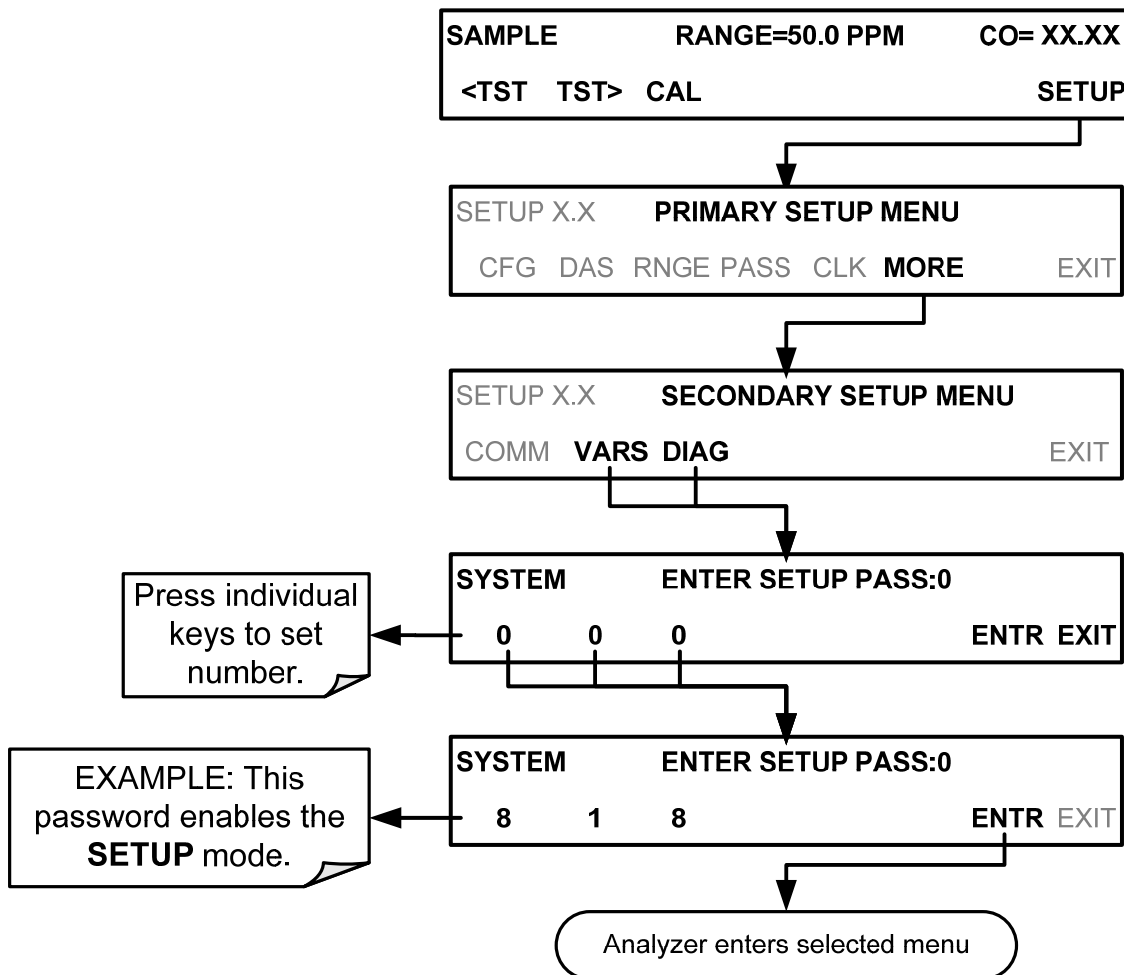 SAMPLE RANGE=50.0 PPM CO= XX.XX
<TST TST> CAL SETUP
SETUP X.X PRIMARY SETUP MENU
CFG DAS RNGE PASS CLK MORE EXIT
SETUP X.X SECONDARY SETUP MENU
COMM VARS DIAG EXIT
SYSTEM ENTER SETUP PASS:0
0 0 0 ENTR EXIT
Press individual
keys to set
number.
SYSTEM ENTER SETUP PASS:0
8 1 8 ENTR EXIT
EXAMPLE: This
password enables the
SETUP mode.
Analyzer enters selected menu